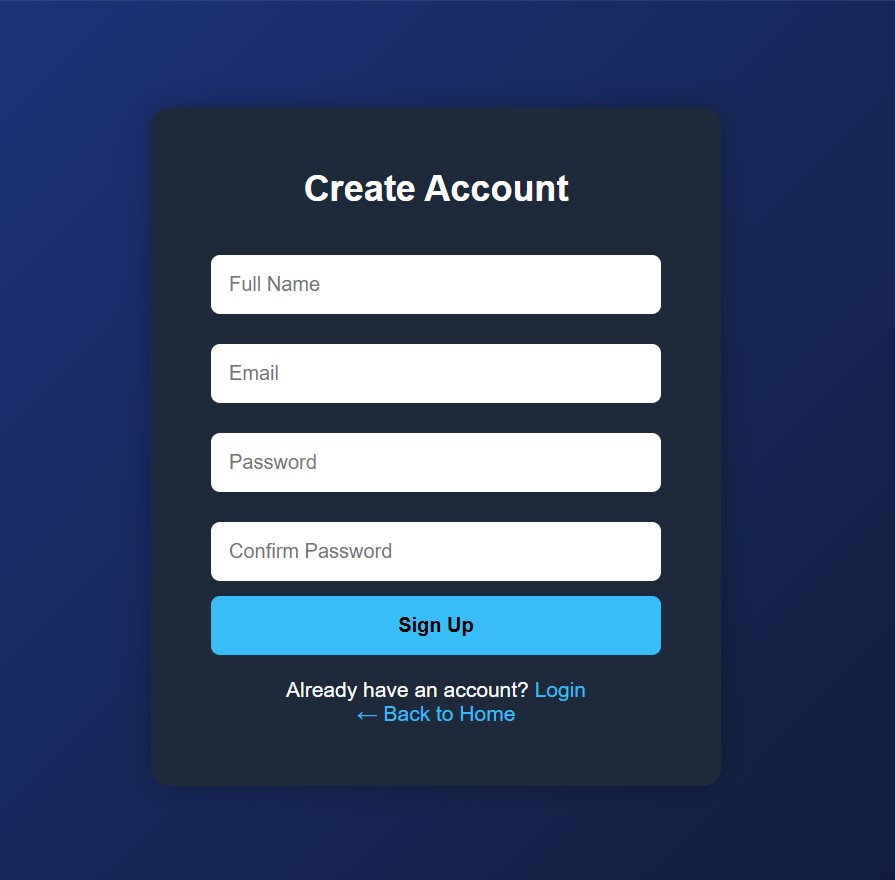 Create Account
Full Name
Email
Password
Confirm Password
Sign Up
Already have an account? Login
← Back to Home